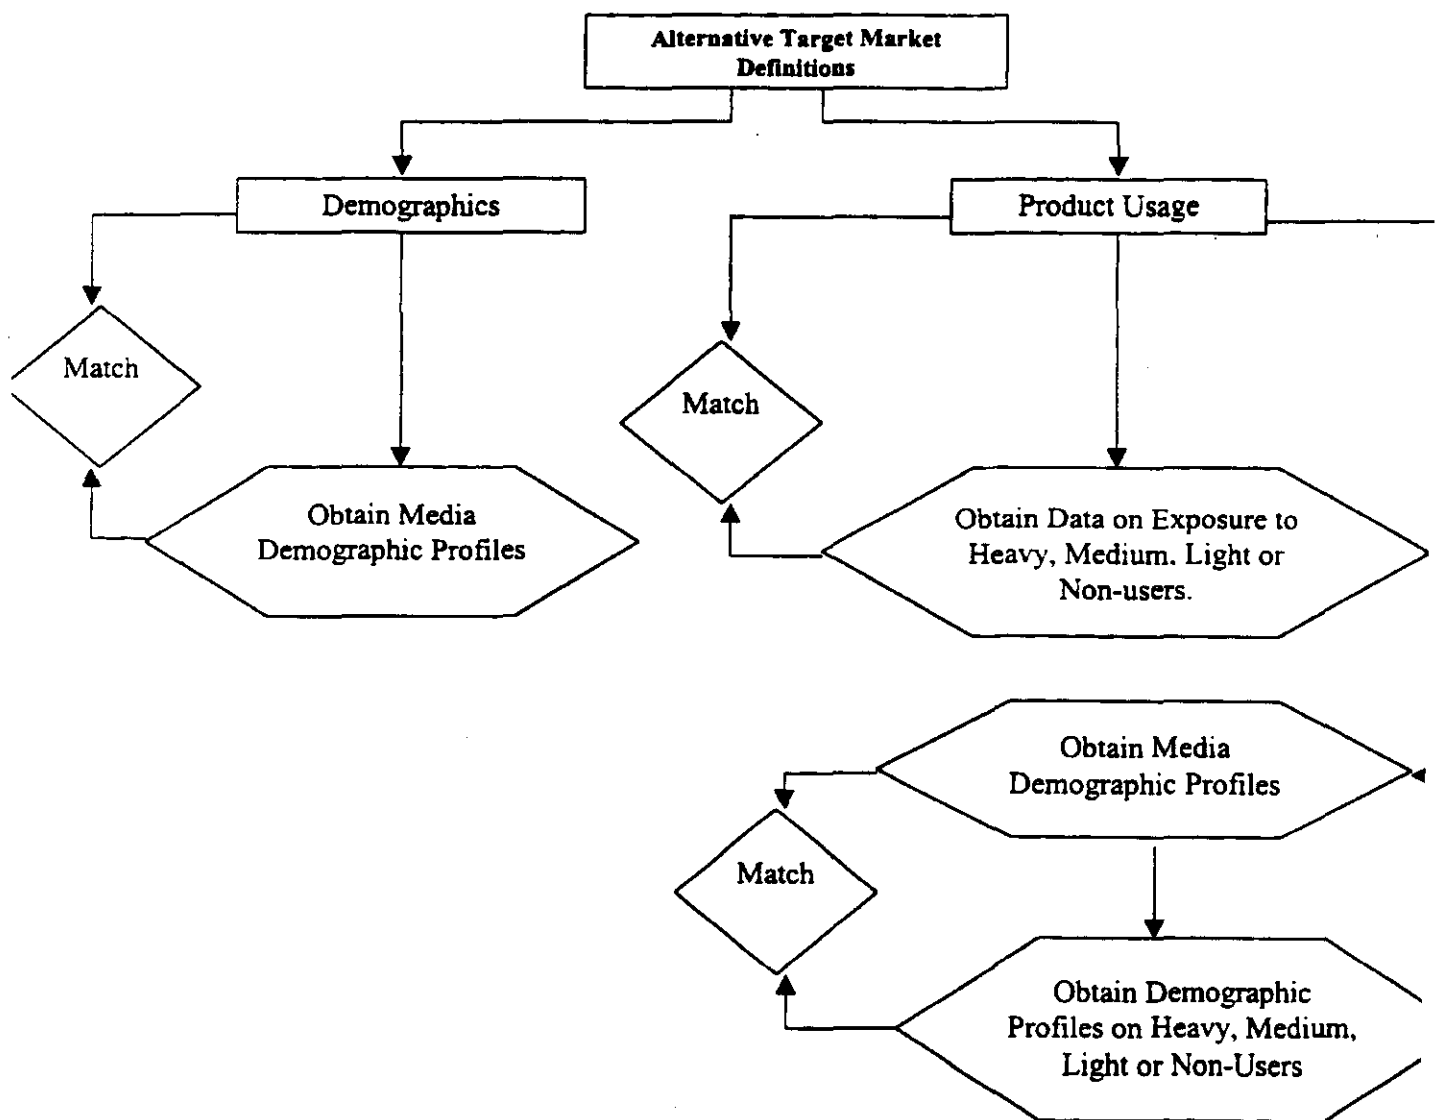 Alternative Target Market
Definitions
Demographics
Product Usage
Match
Match
Obtain Media
Demographic Profiles
Obtain Data on Exposure to
Heavy, Medium. Light or
Non-users.
Obtain Media
Demographic Profiles
Match
Obtain Demographic
Profiles on Heavy, Medium,
Light or Non-Users